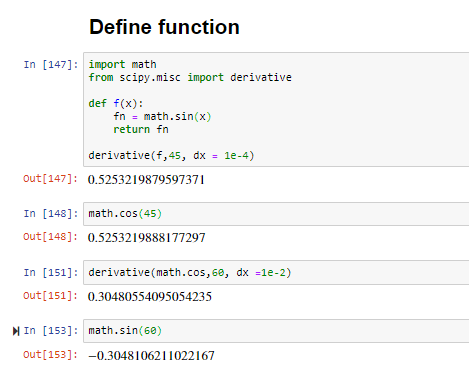 Define function
In [147]: import math
from scipy.misc import derivative
def f(x):
fn = math.sin(x)
return fn
derivative(f,45, dx = 1e-4)
Out[147]: 0.5253219879597371
In [148]: math.cos(45)
Out[148]: 0.5253219888177297
In [151]: derivative(math.cos,60, dx =1e-2)
Out[151]: 0.30480554095054235
In [153]: math.sin(60)
Out[153]: −0.3048106211022167